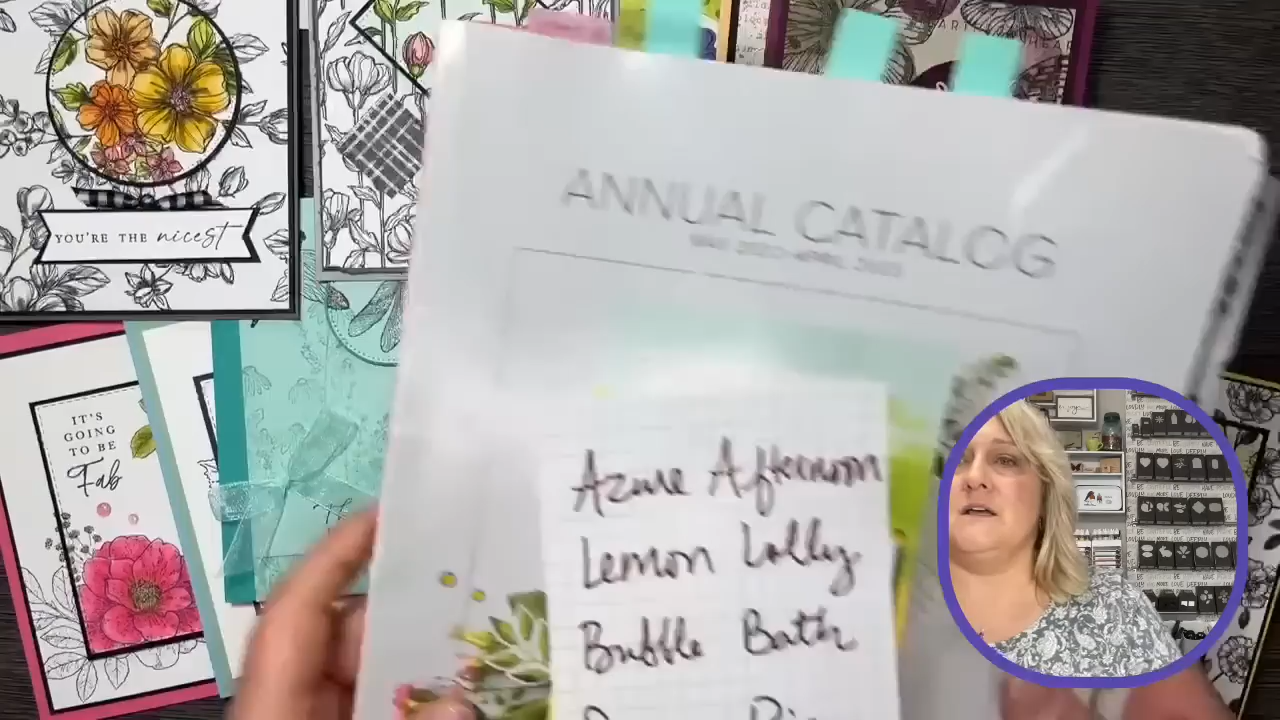 YOU'RE THE nicest
ANNUAL CATALOG
IT'S
GOING
TO BE
Fab
Azure Afternoon
Lemon Lolly
Bubble Bath